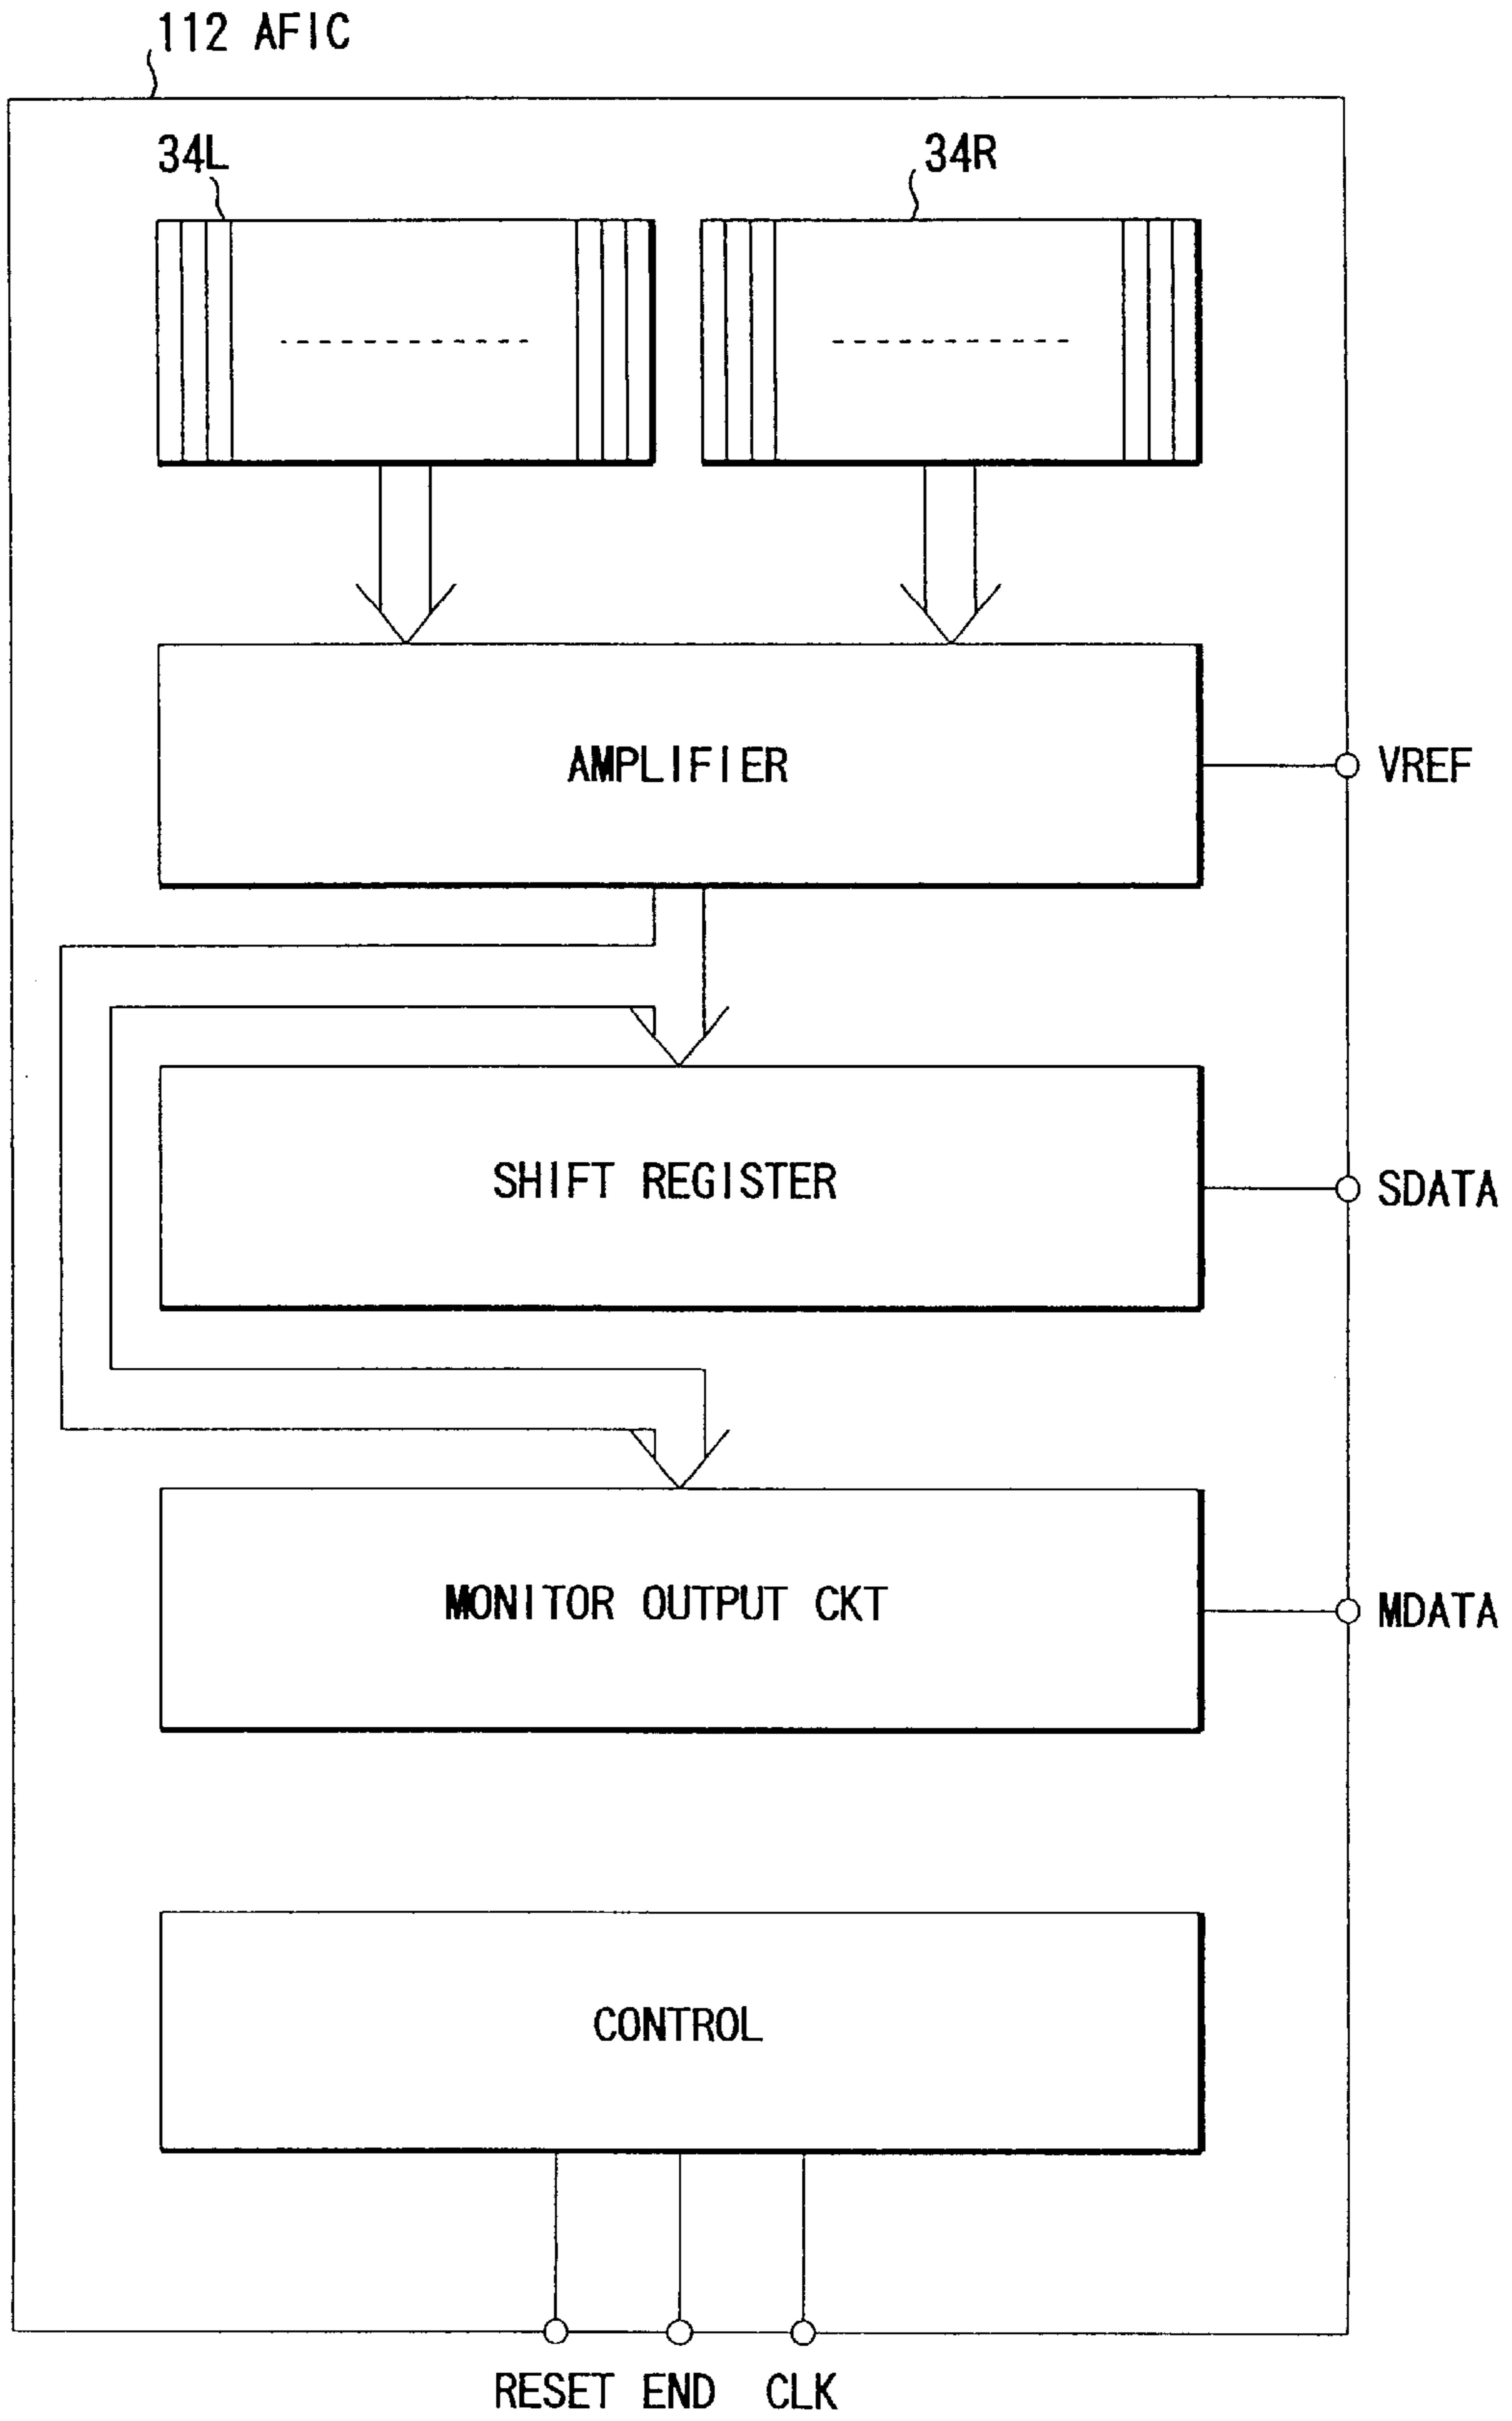 112 AFIC
34L 34R
AMPLIFIER
VREF
SHIFT REGISTER
SDATA
MONITOR OUTPUT CKT
MDATA
CONTROL
RESET END CLK